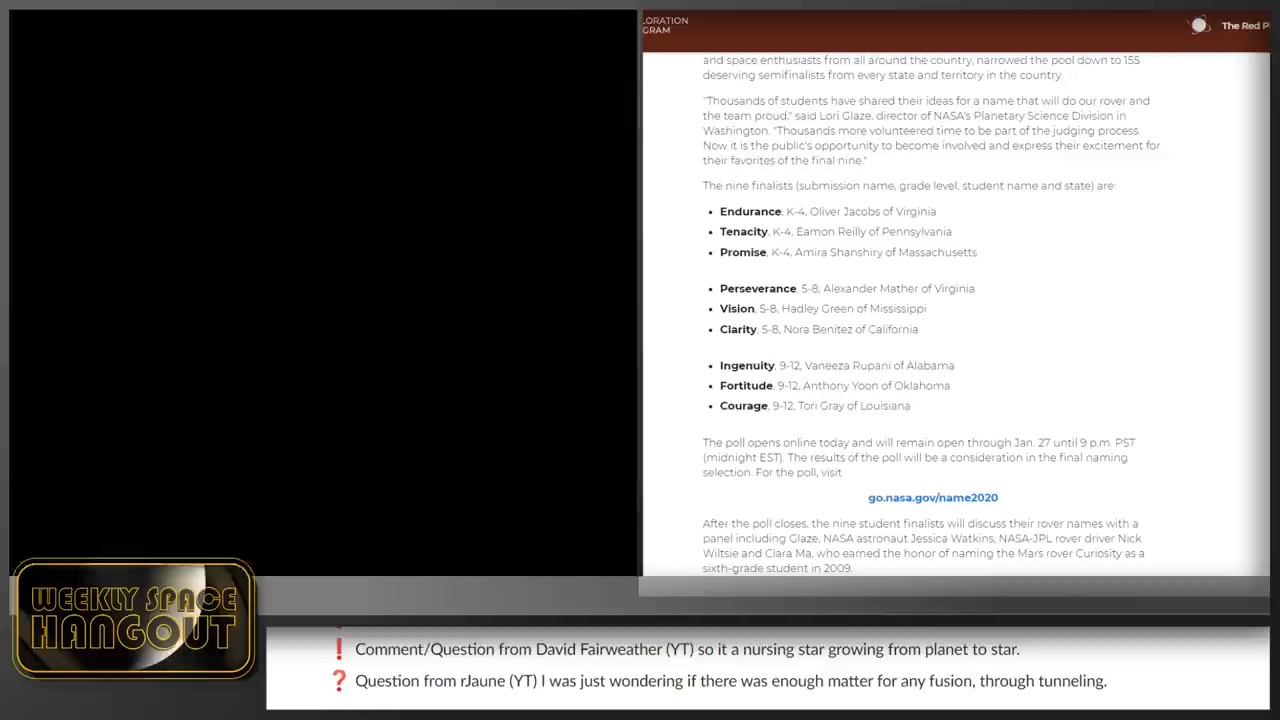 LORATION
GRAM
The Red P
and space enthusiasts from all around the country, narrowed the pool down to 155
deserving semifinalists from every state and territory in the country.
"Thousands of students have shared their ideas for a name that will do our rover and
the team proud," said Lori Glaze, director of NASA's Planetary Science Division in
Washington. "Thousands more volunteered time to be part of the judging process.
Now it is the public's opportunity to become involved and express their excitement for
their favorites of the final nine."
The nine finalists (submission name, grade level, student name and state) are:
• Endurance, K-4, Oliver Jacobs of Virginia
• Tenacity, K-4, Eamon Reilly of Pennsylvania
• Promise, K-4, Amira Shanshiry of Massachusetts
• Perseverance, 5-8, Alexander Mather of Virginia
• Vision, 5-8, Hadley Green of Mississippi
• Clarity, 5-8, Nora Benitez of California
• Ingenuity, 9-12, Vaneeza Rupani of Alabama
• Fortitude, 9-12, Anthony Yoon of Oklahoma
• Courage, 9-12, Tori Gray of Louisiana
The poll opens online today and will remain open through Jan. 27 until 9 p.m. PST
(midnight EST). The results of the poll will be a consideration in the final naming
selection. For the poll, visit
go.nasa.gov/name2020
After the poll closes, the nine student finalists will discuss their rover names with a
panel including Glaze, NASA astronaut Jessica Watkins, NASA-JPL rover driver Nick
Wiltsie and Clara Ma, who earned the honor of naming the Mars rover Curiosity as a
sixth-grade student in 2009.
WEEKLY SPACE
HANGOUT
❗ Comment/Question from David Fairweather (YT) so it a nursing star growing from planet to star.
❓ Question from rJaune (YT) I was just wondering if there was enough matter for any fusion, through tunneling.